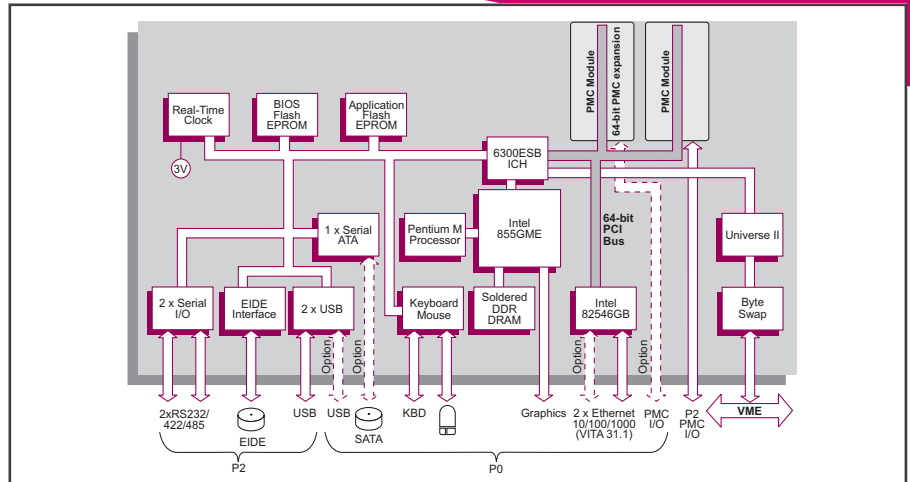 PMC Module
64-bit PMC expansion
PMC Module
Real-Time
Clock
BIOS
Flash
EPROM
Application
Flash
EPROM
6300ESB
ICH
3V
1 x Serial
ATA
Pentium M
Processor
Intel
855GME
64-bit
PCI
Bus
Universe II
2 x Serial
I/O
EIDE
Interface
2 x USB
Keyboard
Mouse
Soldered
DDR
DRAM
Intel
82546GB
Byte
Swap
Option
Option
Option
Option
2xRS232/
422/485
EIDE
USB
USB
SATA
KBD
Graphics
2 x Ethernet
10/100/1000
(VITA 31.1)
PMC
I/O
P2
PMC
I/O
VME
P2
P0